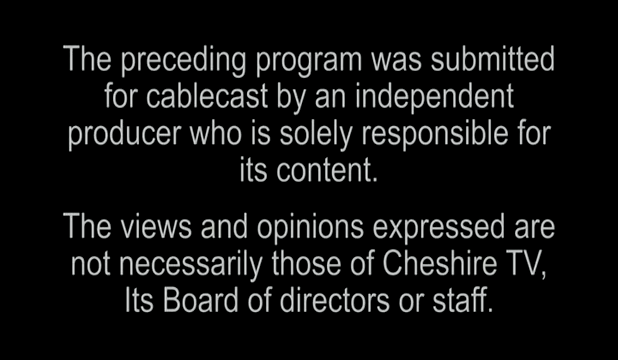 The preceding program was submitted
for cablecast by an independent
producer who is solely responsible for
its content.
The views and opinions expressed are
not necessarily those of Cheshire TV,
Its Board of directors or staff.